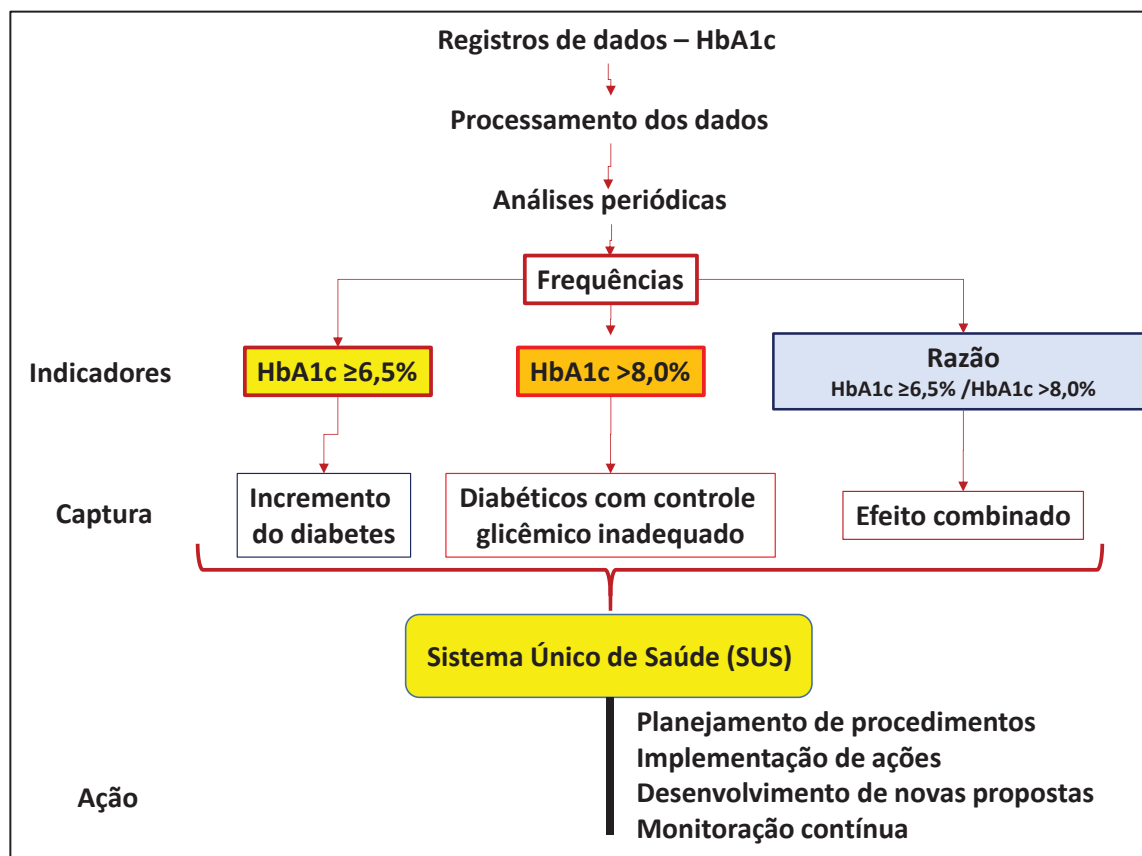 Registros de dados – HbA1c
Processamento dos dados
Análises periódicas
Frequências
Indicadores
HbA1c ≥6,5%
HbA1c >8,0%
Razão
HbA1c ≥6,5% /HbA1c >8,0%
Captura
Incremento
do diabetes
Diabéticos com controle
glicêmico inadequado
Efeito combinado
Sistema Único de Saúde (SUS)
Ação
Planejamento de procedimentos
Implementação de ações
Desenvolvimento de novas propostas
Monitoração contínua